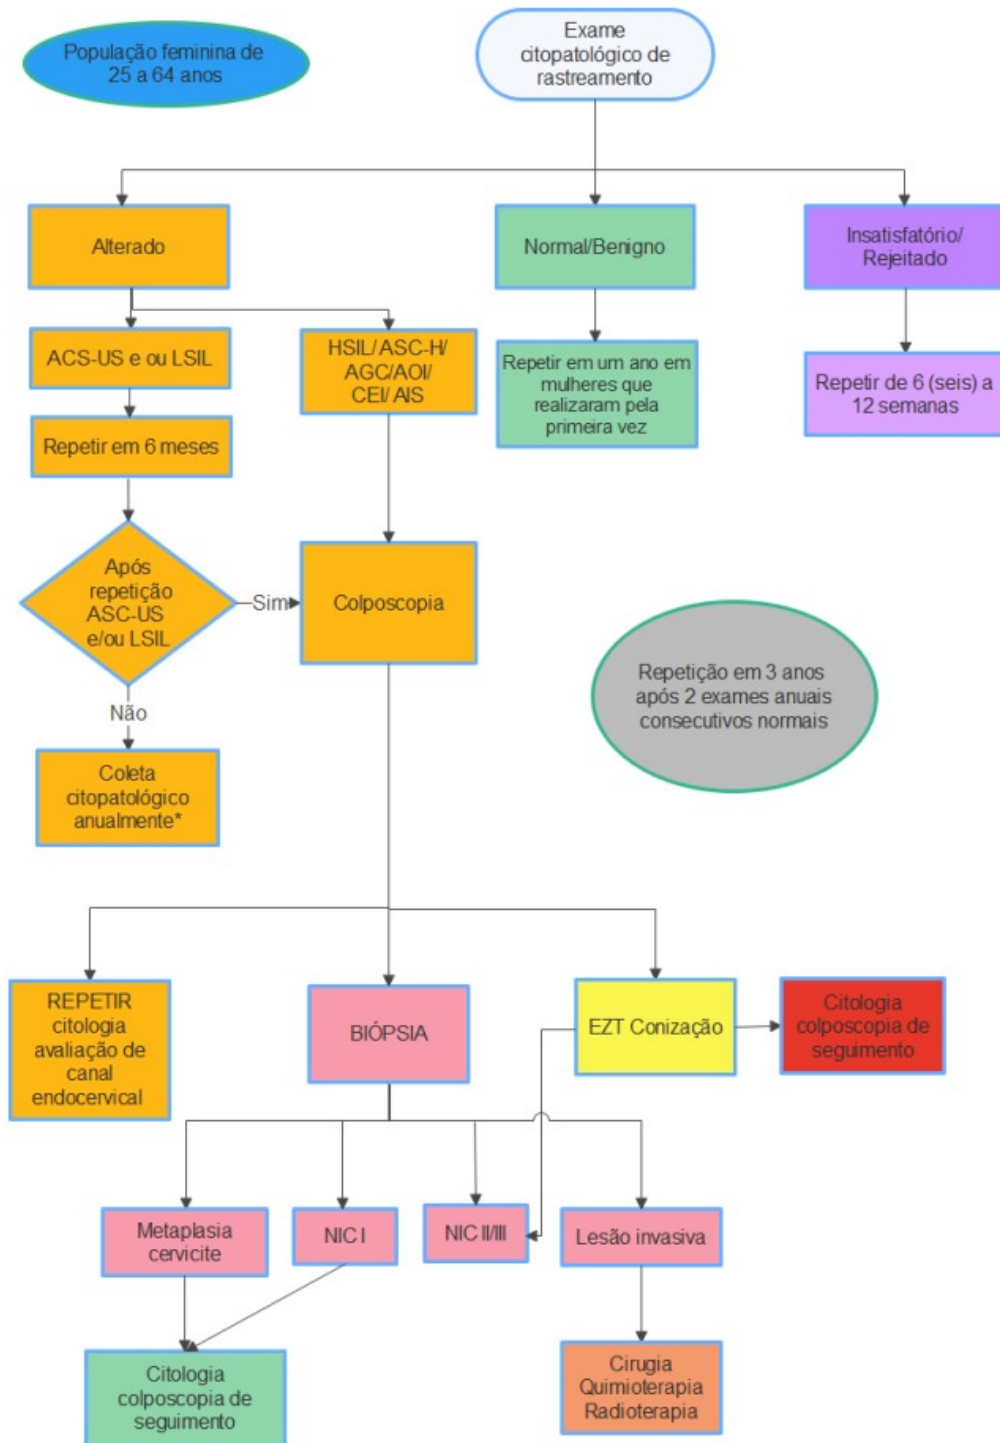 População feminina de
25 a 64 anos
Exame
citopatológico de
rastreamento
Alterado
Normal/Benigno
Insatisfatório/
Rejeitado
ACS-US e ou LSIL
HSIL/ ASC-H/
AGC/AOI/
CEI/ AIS
Repetir em um ano em
mulheres que
realizaram pela
primeira vez
Repetir de 6 (seis) a
12 semanas
Repetir em 6 meses
Após
repetição
ASC-US
e/ou LSIL
Sim
Colposcopia
Não
Coleta
citopatológico
anualmente*
Repetição em 3 anos
após 2 exames anuais
consecutivos normais
REPETIR
citologia
avaliação de
canal
endocervical
BIÓPSIA
EZT Conização
Citologia
colposcopia de
seguimento
Metaplasia
cervicite
NIC I
NIC II/III
Lesão invasiva
Citologia
colposcopia de
seguimento
Cirugia
Quimioterapia
Radioterapia